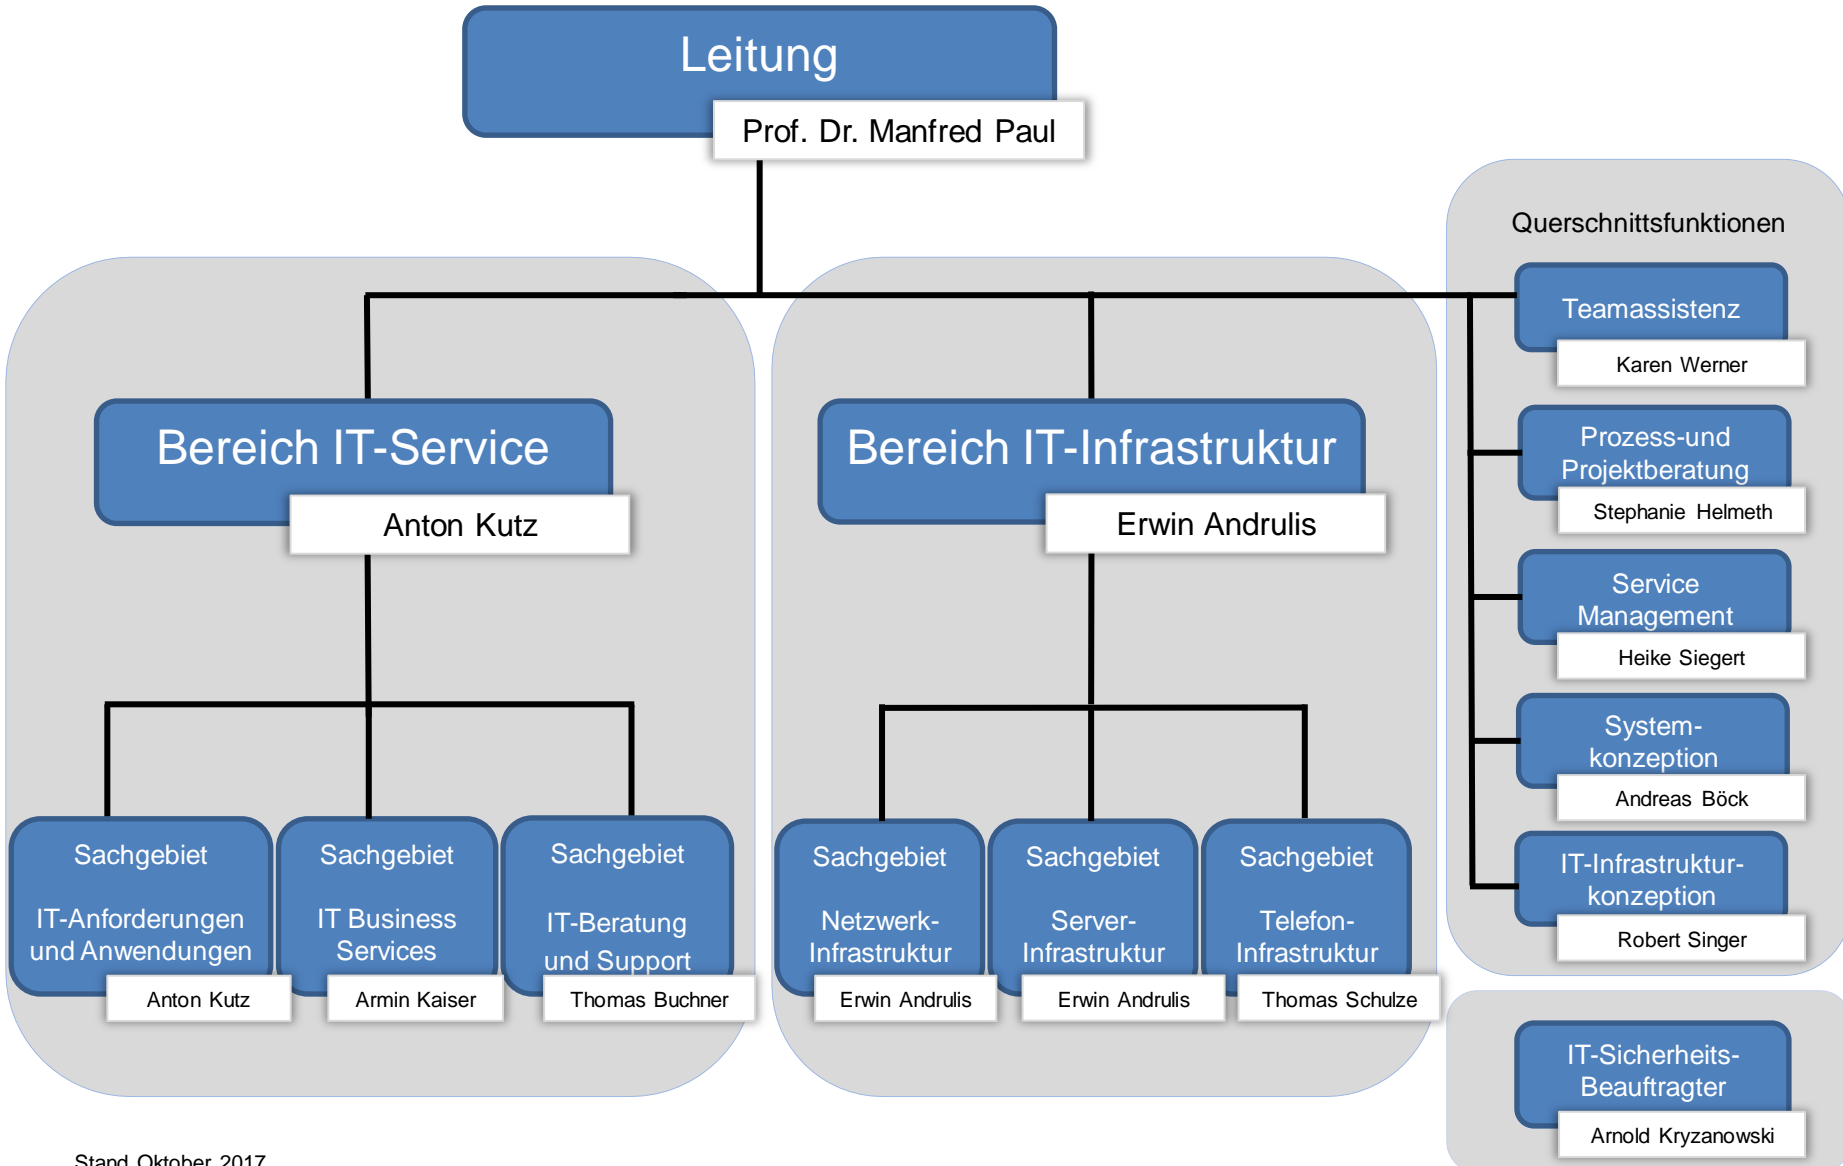 Leitung
Prof. Dr. Manfred Paul
Querschnittsfunktionen
Teamassistenz
Karen Werner
Prozess-und
Projektberatung
Stephanie Helmeth
Service
Management
Heike Siegert
System-
konzeption
Andreas Böck
IT-Infrastruktur-
konzeption
Robert Singer
IT-Sicherheits-
Beauftragter
Arnold Kryzanowski
Bereich IT-Service
Anton Kutz
Sachgebiet
IT-Anforderungen
und Anwendungen
Anton Kutz
Sachgebiet
IT Business
Services
Armin Kaiser
Sachgebiet
IT-Beratung
und Support
Thomas Buchner
Bereich IT-Infrastruktur
Erwin Andrulis
Sachgebiet
Netzwerk-
Infrastruktur
Erwin Andrulis
Sachgebiet
Server-
Infrastruktur
Erwin Andrulis
Sachgebiet
Telefon-
Infrastruktur
Thomas Schulze
Stand Oktober 2017